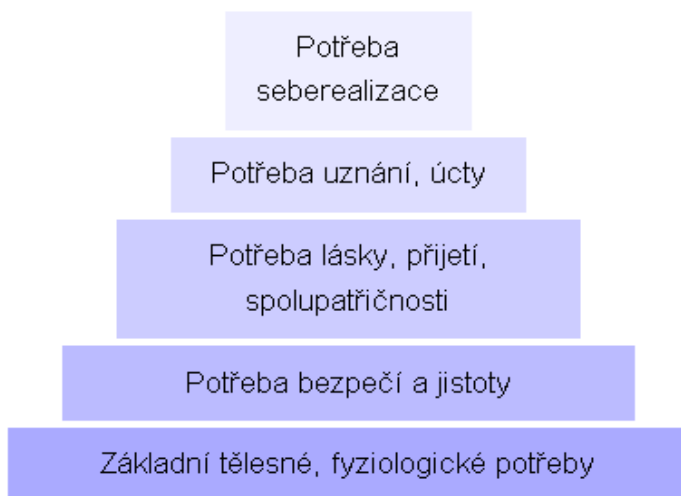 Potřeba
seberealizace
Potřeba uznání, úcty
Potřeba lásky, přijetí,
spolupatřičnosti
Potřeba bezpečí a jistoty
Základní tělesné, fyziologické potřeby